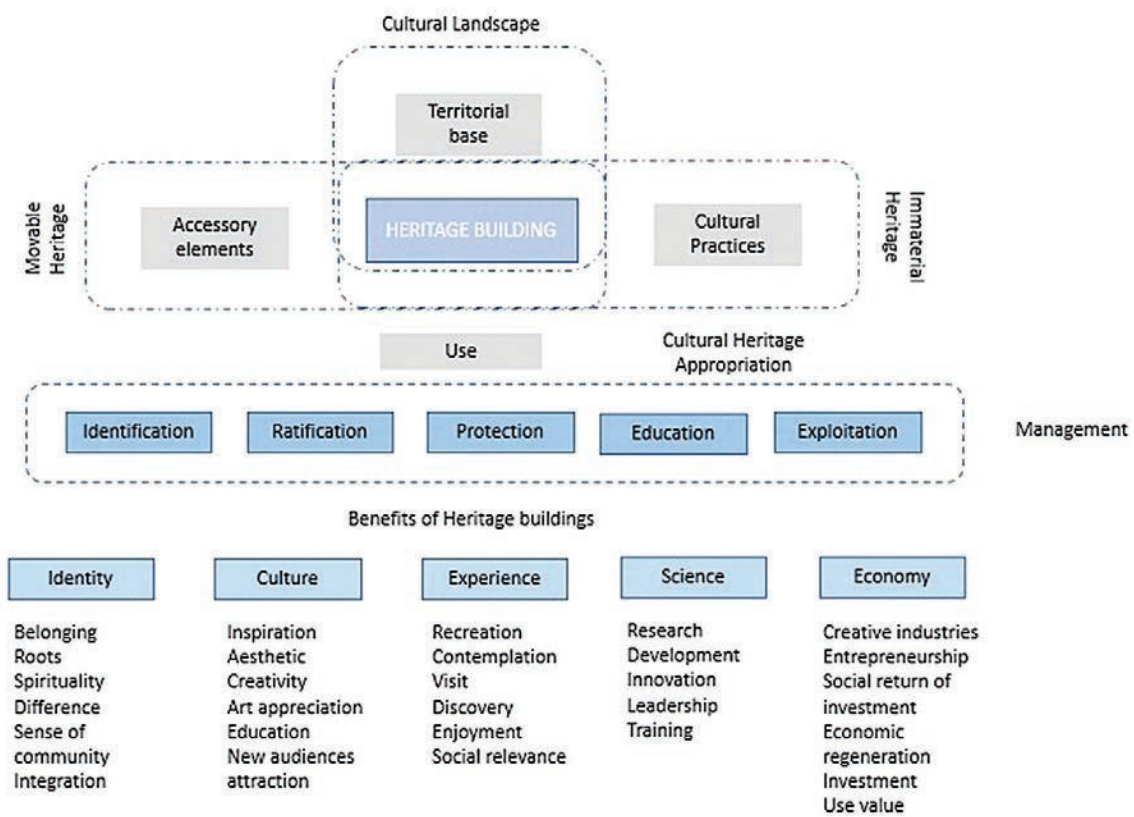 Cultural Landscape
Territorial
base
Movable
Heritage
Accessory
elements
HERITAGE BUILDING
Cultural
Practices
Immaterial
Heritage
Use
Cultural Heritage
Appropriation
Identification
Ratification
Protection
Education
Exploitation
Management
Benefits of Heritage buildings
Identity
Belonging
Roots
Spirituality
Difference
Sense of
community
Integration
Culture
Inspiration
Aesthetic
Creativity
Art appreciation
Education
New audiences
attraction
Experience
Recreation
Contemplation
Visit
Discovery
Enjoyment
Social relevance
Science
Research
Development
Innovation
Leadership
Training
Economy
Creative industries
Entrepreneurship
Social return of
investment
Economic
regeneration
Investment
Use value